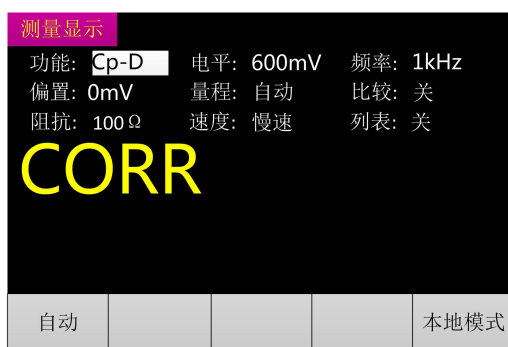 测量显示
功能: Cp-D 电平: 600mV 频率: 1kHz
偏置: 0mV 量程: 自动 比较: 关
阻抗: 100Ω 速度: 慢速 列表: 关
CORR
自动 本地模式